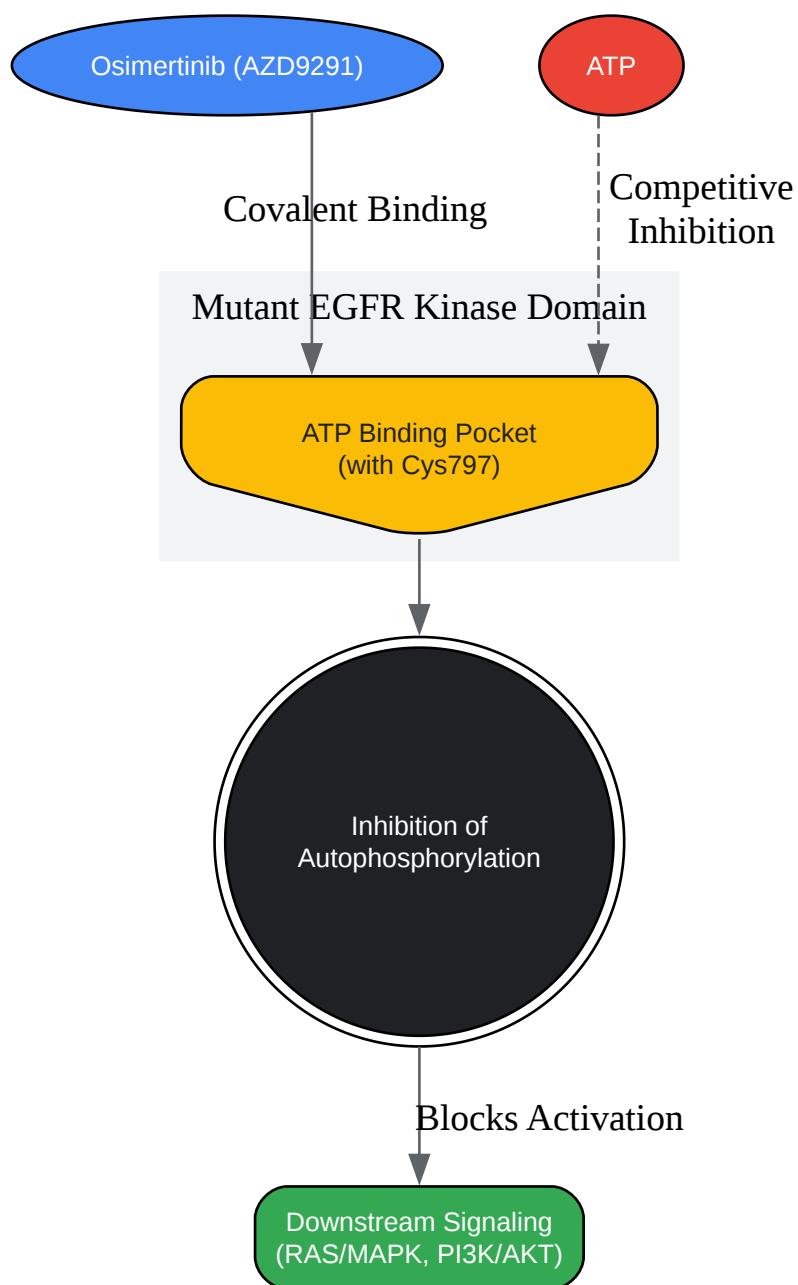 Osimertinib (AZD9291)
ATP
Covalent Binding
Competitive
Inhibition
Mutant EGFR Kinase Domain
ATP Binding Pocket
(with Cys797)
Inhibition of
Autophosphorylation
Blocks Activation
Downstream Signaling
(RAS/MAPK, PI3K/AKT)